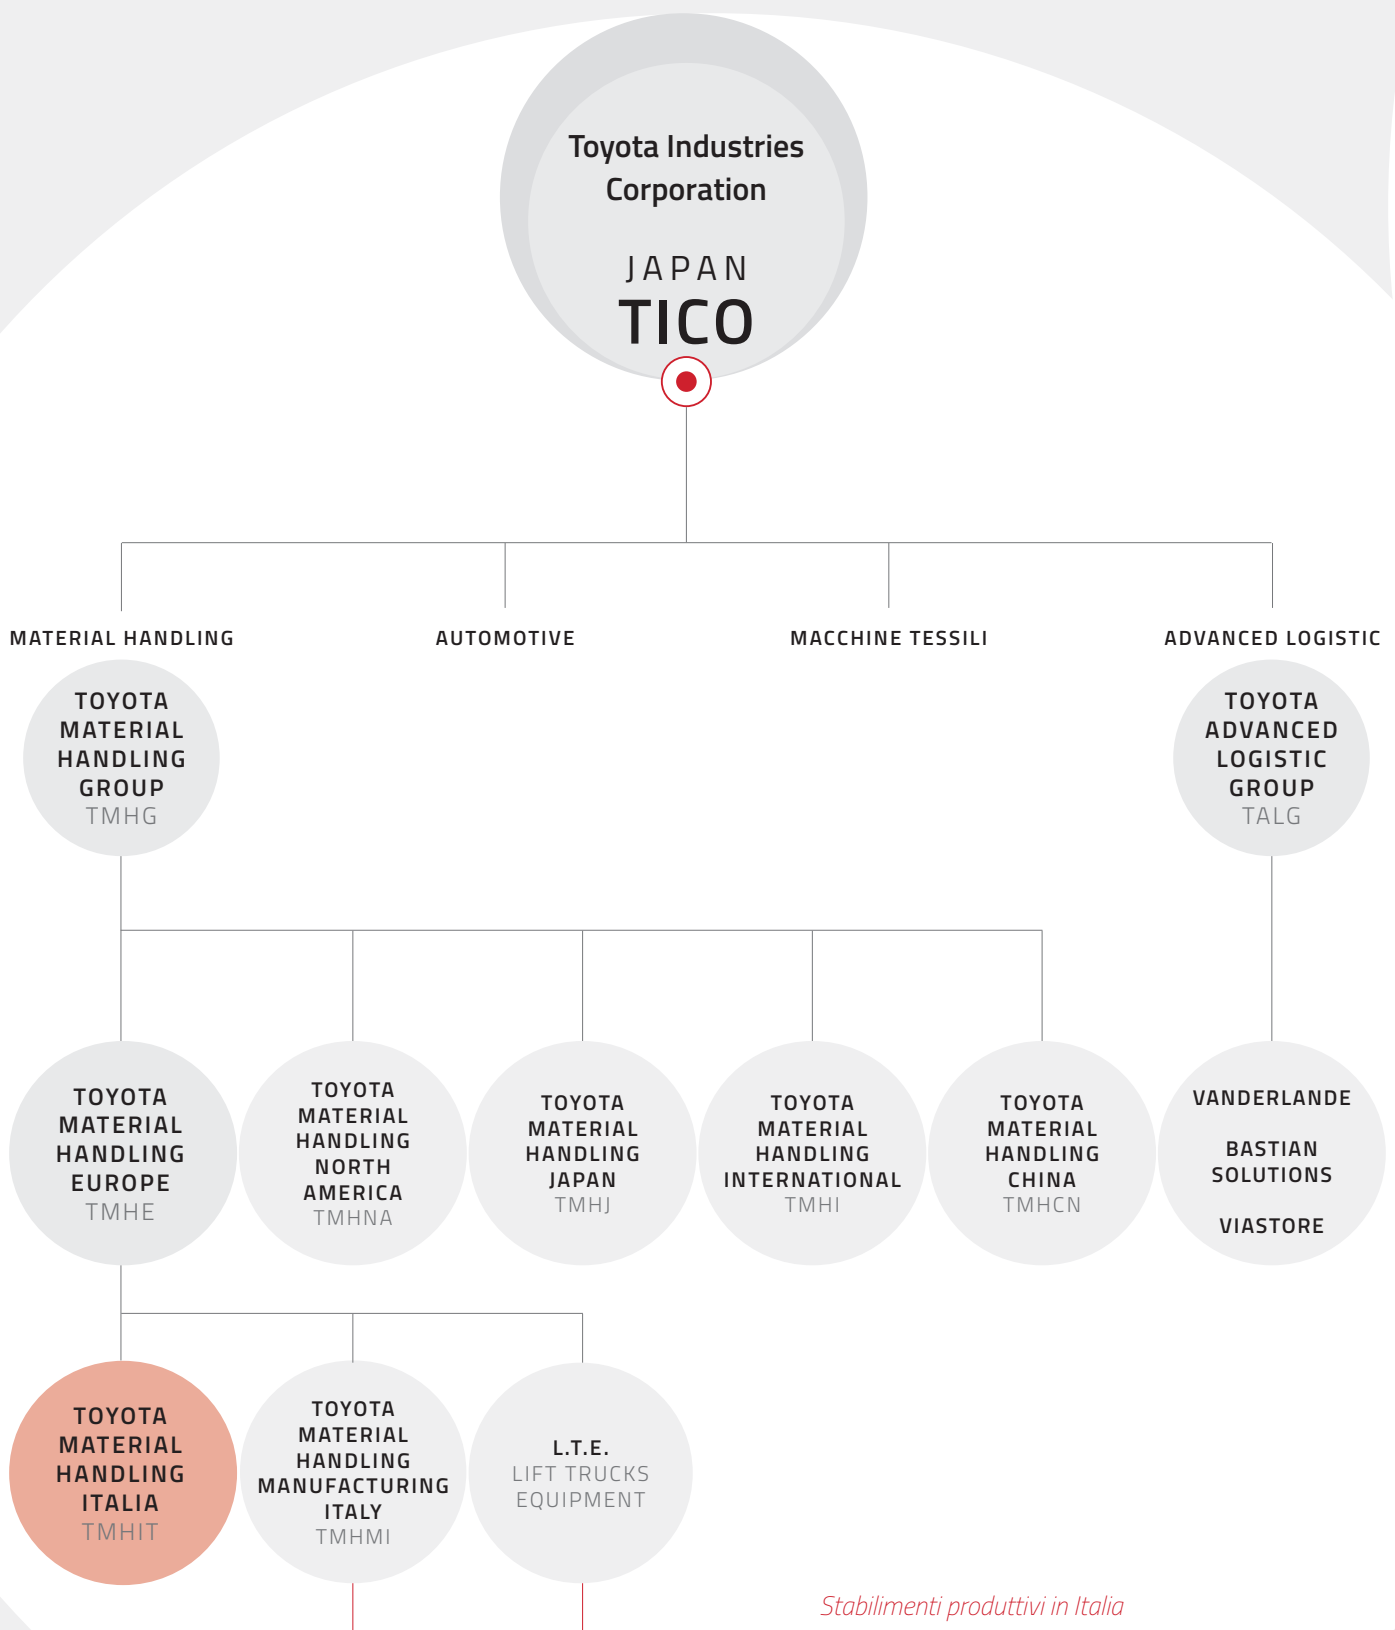 Toyota Industries
Corporation
JAPAN
TICO
MATERIAL HANDLING
AUTOMOTIVE
MACCHINE TESSILI
ADVANCED LOGISTIC
TOYOTA
MATERIAL
HANDLING
GROUP
TMHG
TOYOTA
ADVANCED
LOGISTIC
GROUP
TALG
TOYOTA
MATERIAL
HANDLING
EUROPE
TMHE
TOYOTA
MATERIAL
HANDLING
NORTH
AMERICA
TMHNA
TOYOTA
MATERIAL
HANDLING
JAPAN
TMHJ
TOYOTA
MATERIAL
HANDLING
INTERNATIONAL
TMHI
TOYOTA
MATERIAL
HANDLING
CHINA
TMHCN
VANDERLANDE
BASTIAN
SOLUTIONS
VIASTORE
TOYOTA
MATERIAL
HANDLING
ITALIA
TMHIT
TOYOTA
MATERIAL
HANDLING
MANUFACTURING
ITALY
TMHMI
L.T.E.
LIFT TRUCKS
EQUIPMENT
Stabilimenti produttivi in Italia